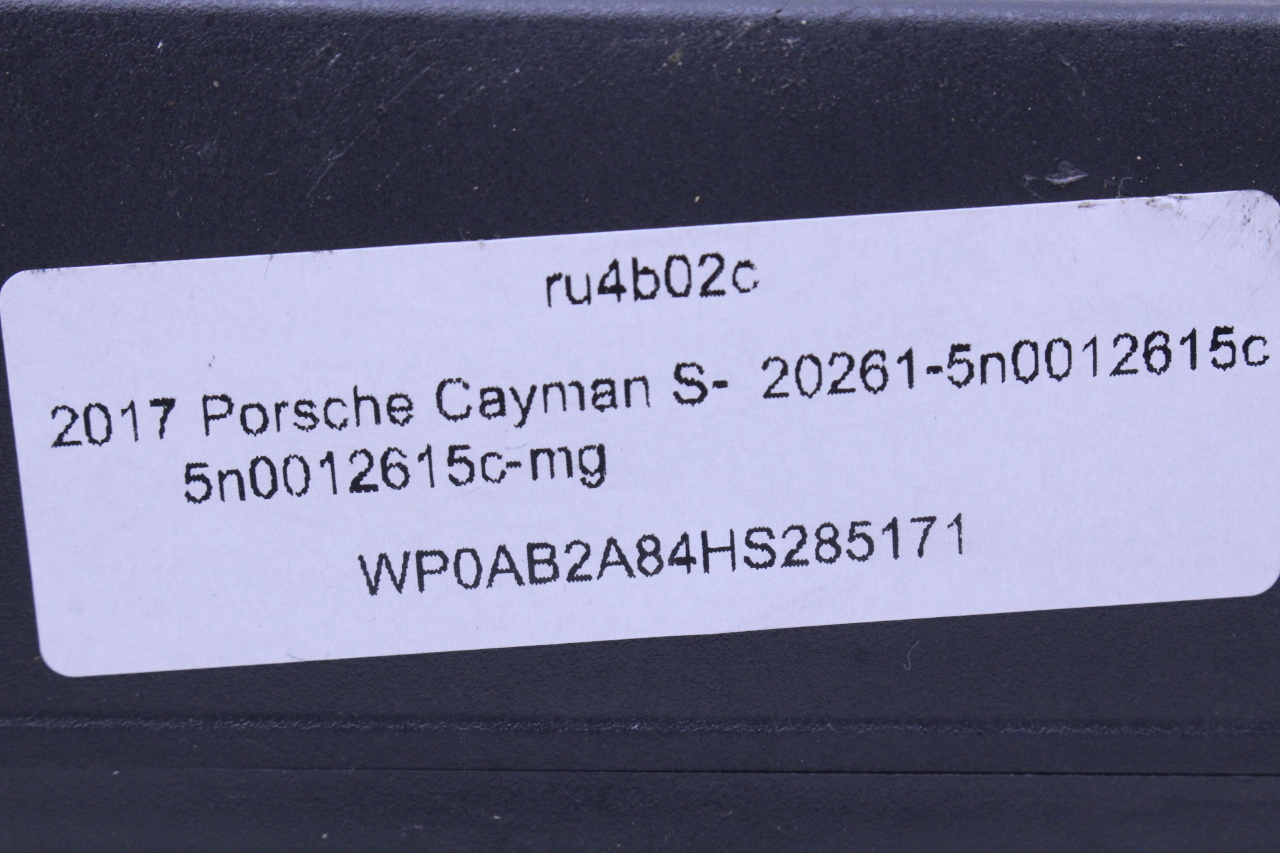 ru4b02c
2017 Porsche Cayman S- 20261-5n0012615c
5n0012615c-mg
WP0AB2A84HS285171